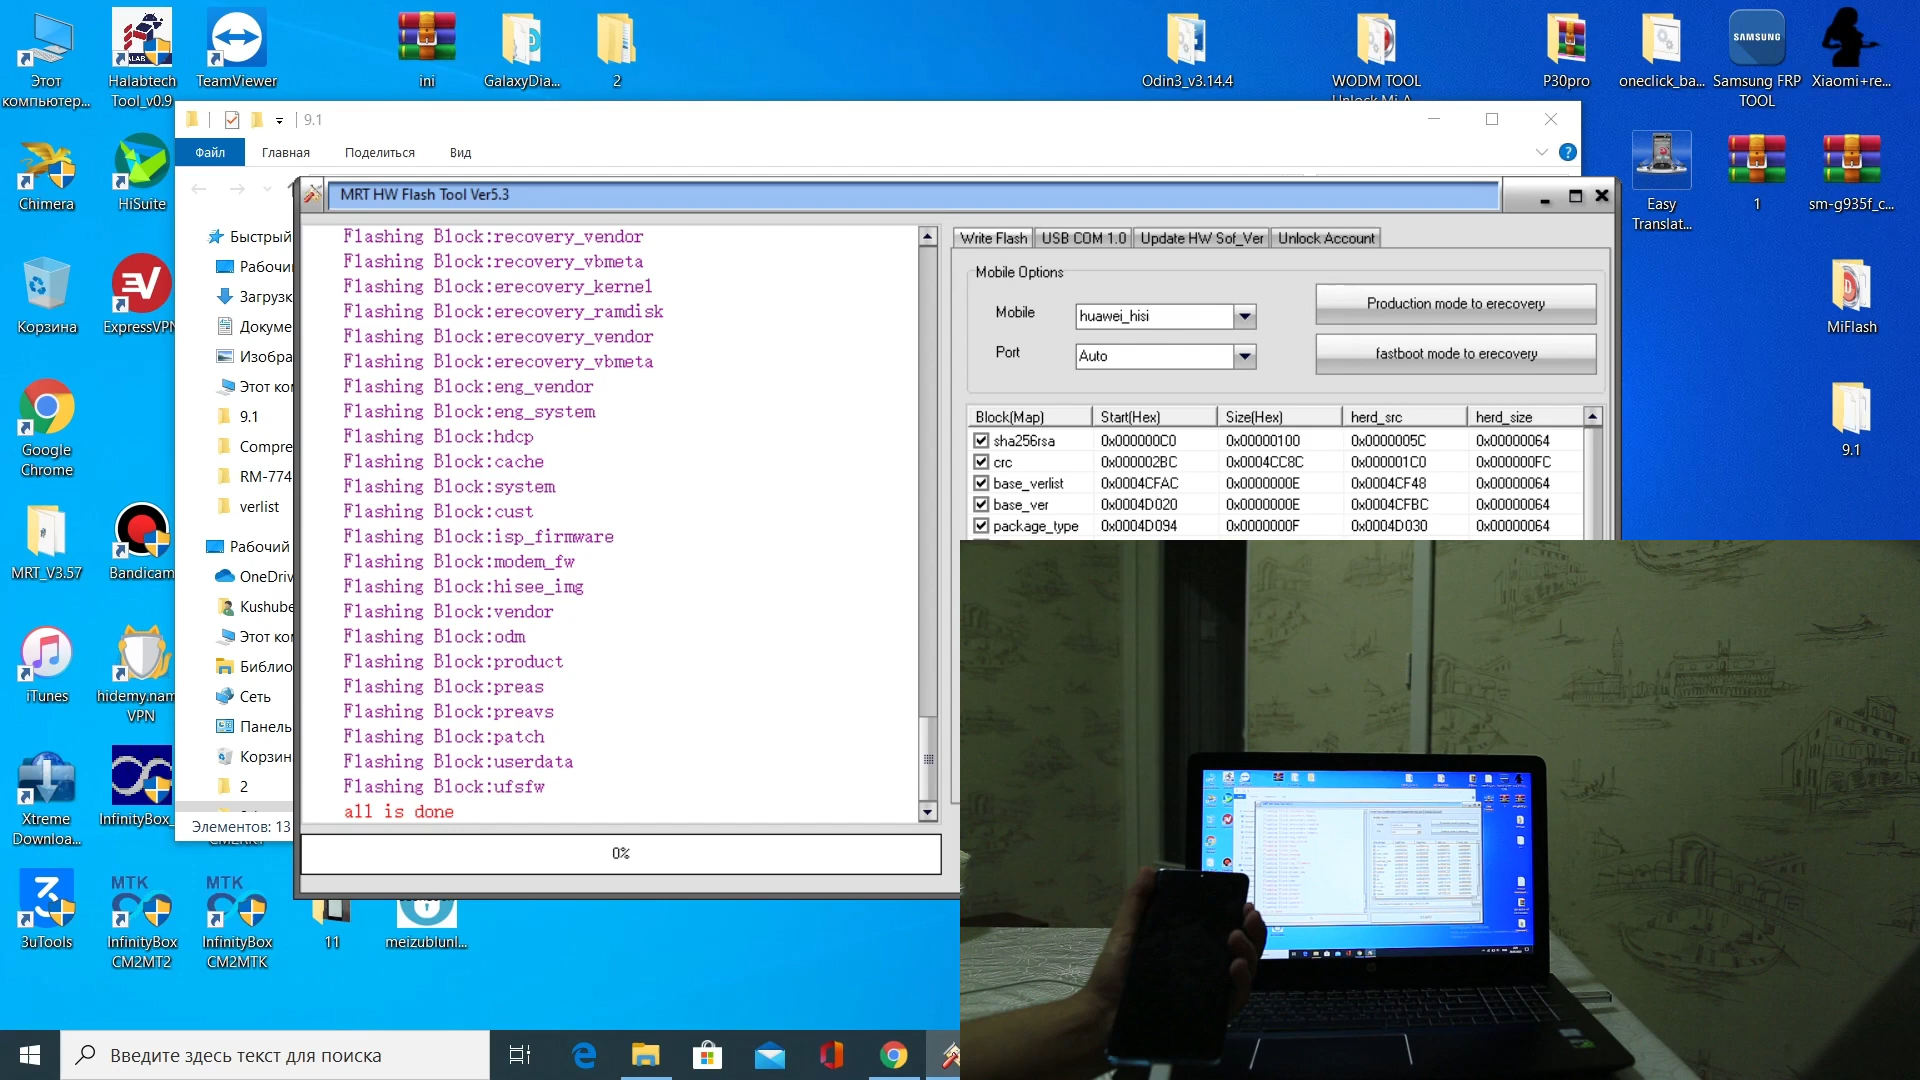 Этот
компьютер...
Halabtech
Tool_v0.9
TeamViewer
ini
GalaxyDia...
2
Odin3_v3.14.4
WODM TOOL
P30pro
oneclick_ba...
SAMSUNG
Samsung FRP
TOOL
Xiaomi+re...
Chimera
HiSuite
Корзина
ExpressVPN
Google
Chrome
MRT_V3.57
Bandicam
iTunes
hidemy.nam
VPN
Xtreme
Downloa...
InfinityBox_
3uTools
MTK
InfinityBox
CM2MT2
MTK
InfinityBox
CM2MTK
11
meizublunl...
Easy
Translat...
1
sm-g935f_c...
MiFlash
9.1
9.1
Файл
Главная
Поделиться
Вид
Быстрый
Рабочи
Загрузк
Докуме
Изобра
Этот ко
9.1
Compre
RM-774
verlist
Рабочий
OneDriv
Kushube
Этот ко
Библио
Сеть
Панель
Корзин
2
Элементов: 13
MRT HW Flash Tool Ver5.3
Flashing Block:recovery_vendor
Flashing Block:recovery_vbmeta
Flashing Block:erecovery_kernel
Flashing Block:erecovery_ramdisk
Flashing Block:erecovery_vendor
Flashing Block:erecovery_vbmeta
Flashing Block:eng_vendor
Flashing Block:eng_system
Flashing Block:hdcp
Flashing Block:cache
Flashing Block:system
Flashing Block:cust
Flashing Block:isp_firmware
Flashing Block:modem_fw
Flashing Block:hisee_img
Flashing Block:vendor
Flashing Block:odm
Flashing Block:product
Flashing Block:preas
Flashing Block:preavs
Flashing Block:patch
Flashing Block:userdata
Flashing Block:ufsfw
all is done
0%
Write Flash USB COM 1.0 Update HW Sof_Ver Unlock Account
Mobile Options
Mobile huawei_hisi Production mode to erecovery
Port Auto fastboot mode to erecovery
Block(Map) Start(Hex) Size(Hex) herd_src herd_size
sha256rsa 0x000000C0 0x00000100 0x0000005C 0x00000064
crc 0x000002BC 0x0004CC8C 0x000001C0 0x000000FC
base_verlist 0x0004CFAC 0x0000000E 0x0004CF48 0x00000064
base_ver 0x0004D020 0x0000000E 0x0004CFBC 0x00000064
package_type 0x0004D094 0x0000000F 0x0004D030 0x00000064
Введите здесь текст для поиска